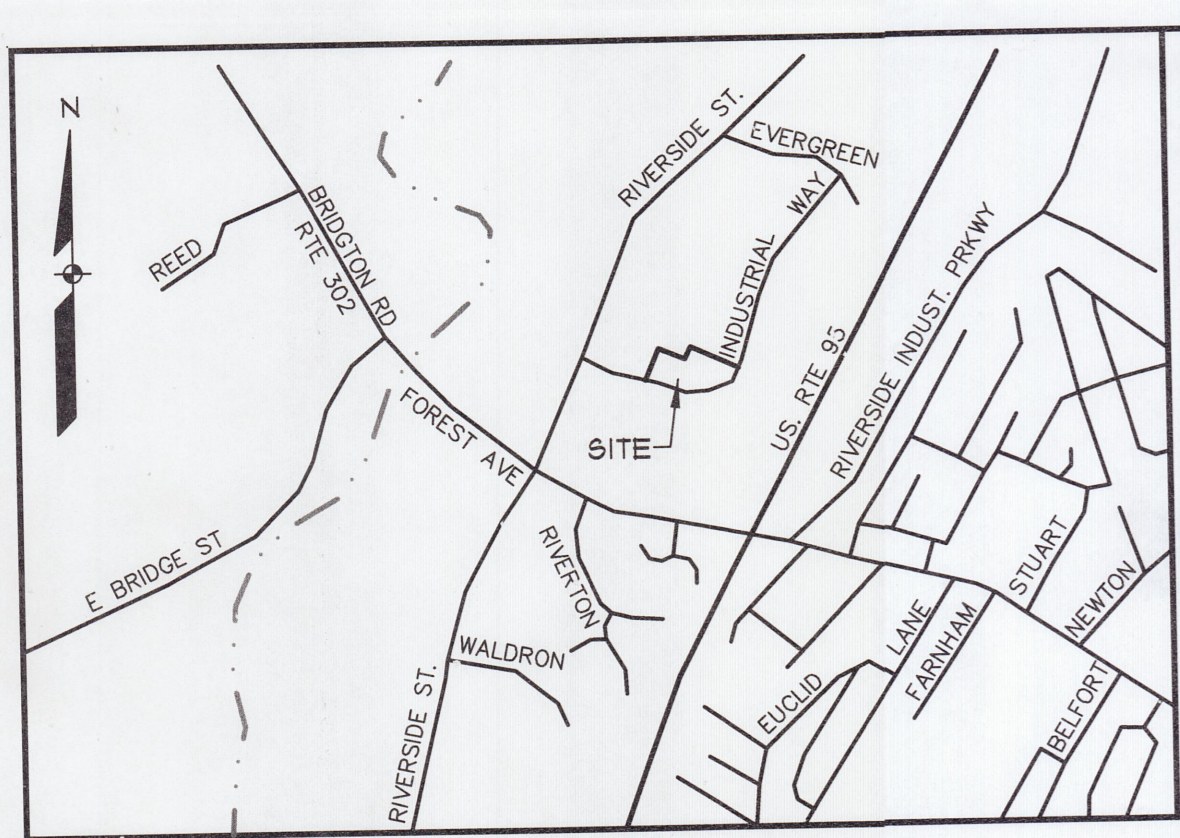 N
RIVERSIDE ST.
EVERGREEN
WAY
INDUSTRIAL
BRIDGTON RD
RTE 302
REED
RIVERSIDE INDUST. PRKWY
US. RTE 95
FOREST AVE
SITE
E BRIDGE ST
RIVERTON
WALDRON
RIVERSIDE ST.
EUCLID
LANE
FARNHAM
STUART
NEWTON
BELFORT